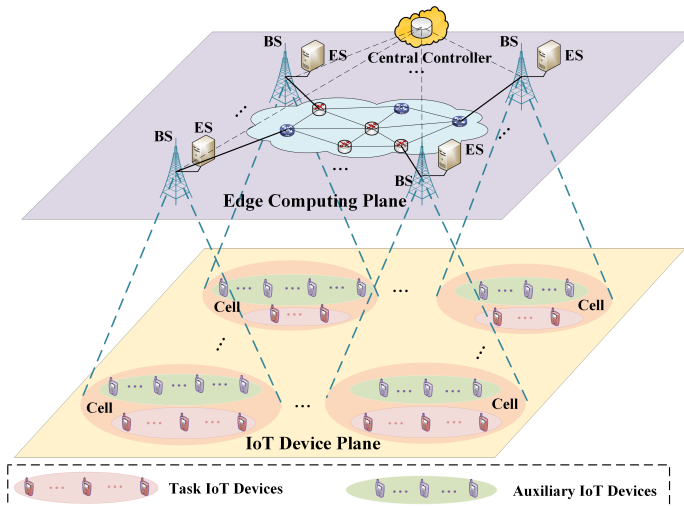 BS
ES
BS
ES
Central Controller
...
...
BS
ES
ES
...
...
BS
Edge Computing Plane
...
Cell
Cell
...
...
Cell
Cell
...
IoT Device Plane
Task IoT Devices
Auxiliary IoT Devices